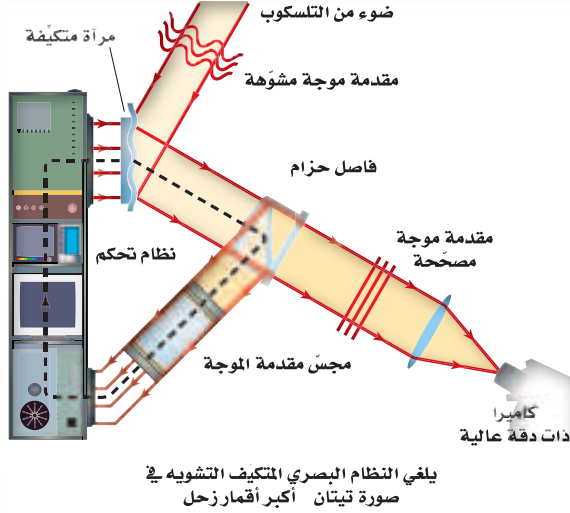 ضوء من التلسكوب
مرآة متكيّفة
مقدمة موجة مشوّهة
فاصل حزام
مقدمة موجة
مصحّحة
نظام تحكم
مجسّ مقدمة الموجة
كاميرا
ذات دقة عالية
يلغي النظام البصري المتكيّف التشويه في
صورة تيتان أكبر أقمار زحل